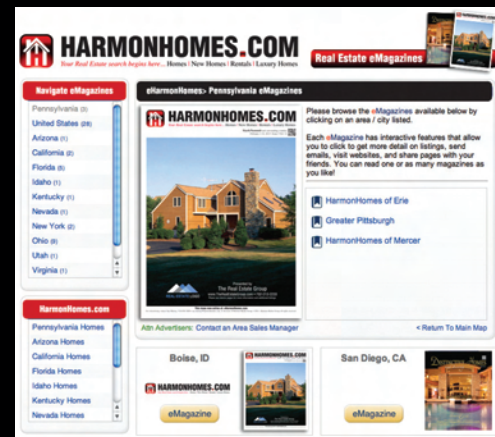 HARMONHOMES.COM
Your Real Estate search begins here... Homes | New Homes | Rentals | Luxury Homes
Real Estate eMagazines
Navigate eMagazines
Pennsylvania (3)
United States (28)
Arizona (1)
California (2)
Florida (5)
Idaho (1)
Kentucky (1)
Nevada (1)
New York (2)
Ohio (9)
Utah (1)
Virginia (1)
HarmonHomes.com
Pennsylvania Homes
Arizona Homes
California Homes
Florida Homes
Idaho Homes
Kentucky Homes
Nevada Homes
eHarmonHomes> Pennsylvania eMagazines
HARMONHOMES.COM
Presented by
The Real Estate Group
Attn Advertisers: Contact an Area Sales Manager
Please browse the eMagazines available below by
clicking on an area / city listed.
Each eMagazine has interactive features that allow
you to click to get more detail on listings, send
emails, visit websites, and share pages with your
friends. You can read one or as many magazines as
you like!
HarmonHomes of Erie
Greater Pittsburgh
HarmonHomes of Mercer
< Return To Main Map
Boise, ID
HARMONHOMES.COM
eMagazine
San Diego, CA
eMagazine